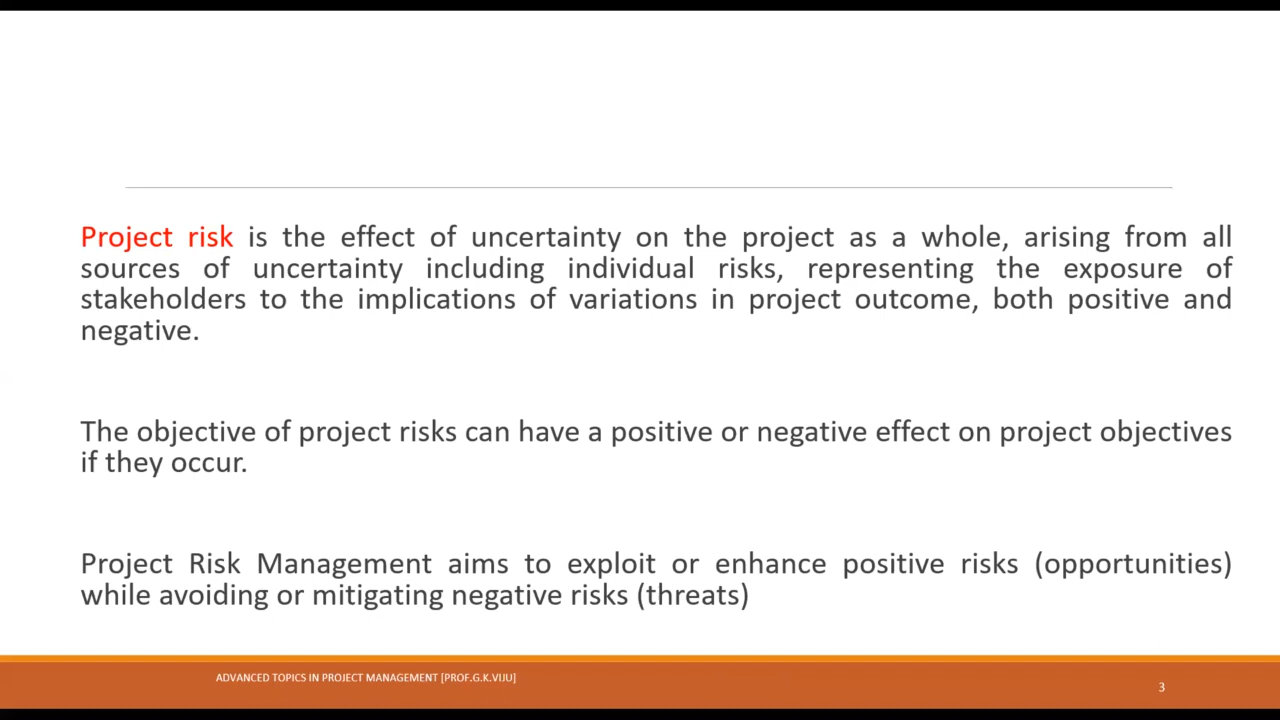 Project risk is the effect of uncertainty on the project as a whole, arising from all
sources of uncertainty including individual risks, representing the exposure of
stakeholders to the implications of variations in project outcome, both positive and
negative.
The objective of project risks can have a positive or negative effect on project objectives
if they occur.
Project Risk Management aims to exploit or enhance positive risks (opportunities)
while avoiding or mitigating negative risks (threats)
ADVANCED TOPICS IN PROJECT MANAGEMENT [PROF.G.K.VIJU]
3